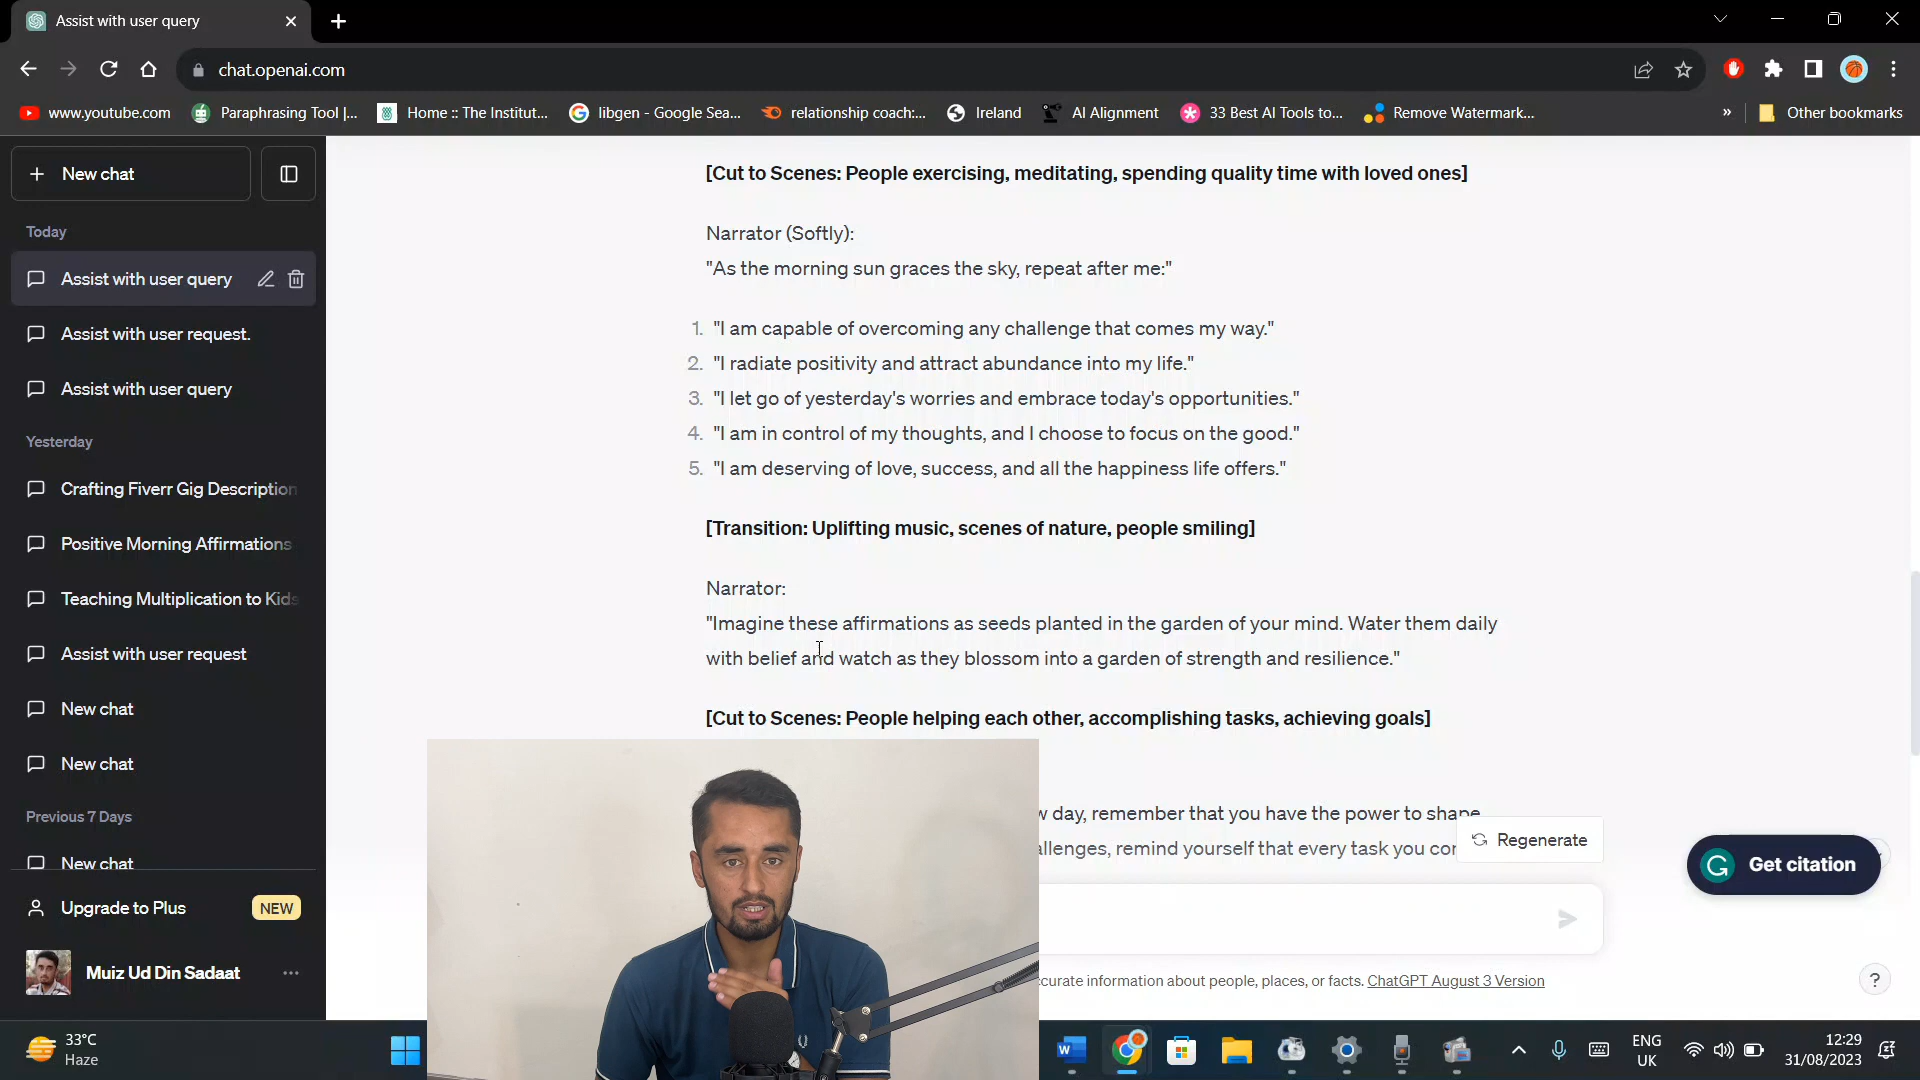 Assist with user query
chat.openai.com
www.youtube.com
Paraphrasing Tool |...
Home :: The Institut...
libgen - Google Sea...
relationship coach:...
Ireland
AI Alignment
33 Best AI Tools to...
Remove Watermark...
»
Other bookmarks
New chat
Today
Assist with user query
Assist with user request.
Assist with user query
Yesterday
Crafting Fiverr Gig Description
Positive Morning Affirmations
Teaching Multiplication to Kids
Assist with user request
New chat
New chat
Previous 7 Days
New chat
Upgrade to Plus
NEW
Muiz Ud Din Sadaat
[Cut to Scenes: People exercising, meditating, spending quality time with loved ones]
Narrator (Softly):
"As the morning sun graces the sky, repeat after me:"
1. "I am capable of overcoming any challenge that comes my way."
2. "I radiate positivity and attract abundance into my life."
3. "I let go of yesterday's worries and embrace today's opportunities."
4. "I am in control of my thoughts, and I choose to focus on the good."
5. "I am deserving of love, success, and all the happiness life offers."
[Transition: Uplifting music, scenes of nature, people smiling]
Narrator:
"Imagine these affirmations as seeds planted in the garden of your mind. Water them daily
with belief and watch as they blossom into a garden of strength and resilience."
[Cut to Scenes: People helping each other, accomplishing tasks, achieving goals]
day, remember that you have the power to shape
remind yourself that every task you
Regenerate
Get citation
information about people, places, or facts. ChatGPT August 3 Version
?
33°C
Haze
ENG
UK
12:29
31/08/2023